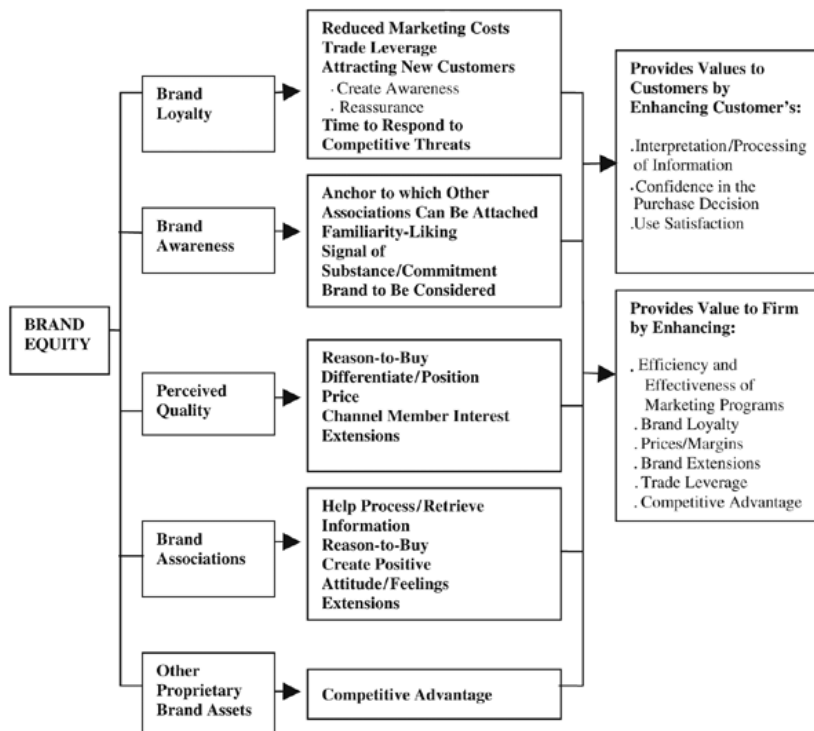 BRAND
EQUITY
Brand
Loyalty
Reduced Marketing Costs
Trade Leverage
Attracting New Customers
· Create Awareness
· Reassurance
Time to Respond to
Competitive Threats
Brand
Awareness
Anchor to which Other
Associations Can Be Attached
Familiarity-Liking
Signal of
Substance/Commitment
Brand to Be Considered
Perceived
Quality
Reason-to-Buy
Differentiate/Position
Price
Channel Member Interest
Extensions
Brand
Associations
Help Process/Retrieve
Information
Reason-to-Buy
Create Positive
Attitude/Feelings
Extensions
Other
Proprietary
Brand Assets
Competitive Advantage
Provides Values to
Customers by
Enhancing Customer's:
.Interpretation/Processing
of Information
.Confidence in the
Purchase Decision
.Use Satisfaction
Provides Value to Firm
by Enhancing:
. Efficiency and
Effectiveness of
Marketing Programs
.Brand Loyalty
.Prices/Margins
.Brand Extensions
.Trade Leverage
.Competitive Advantage